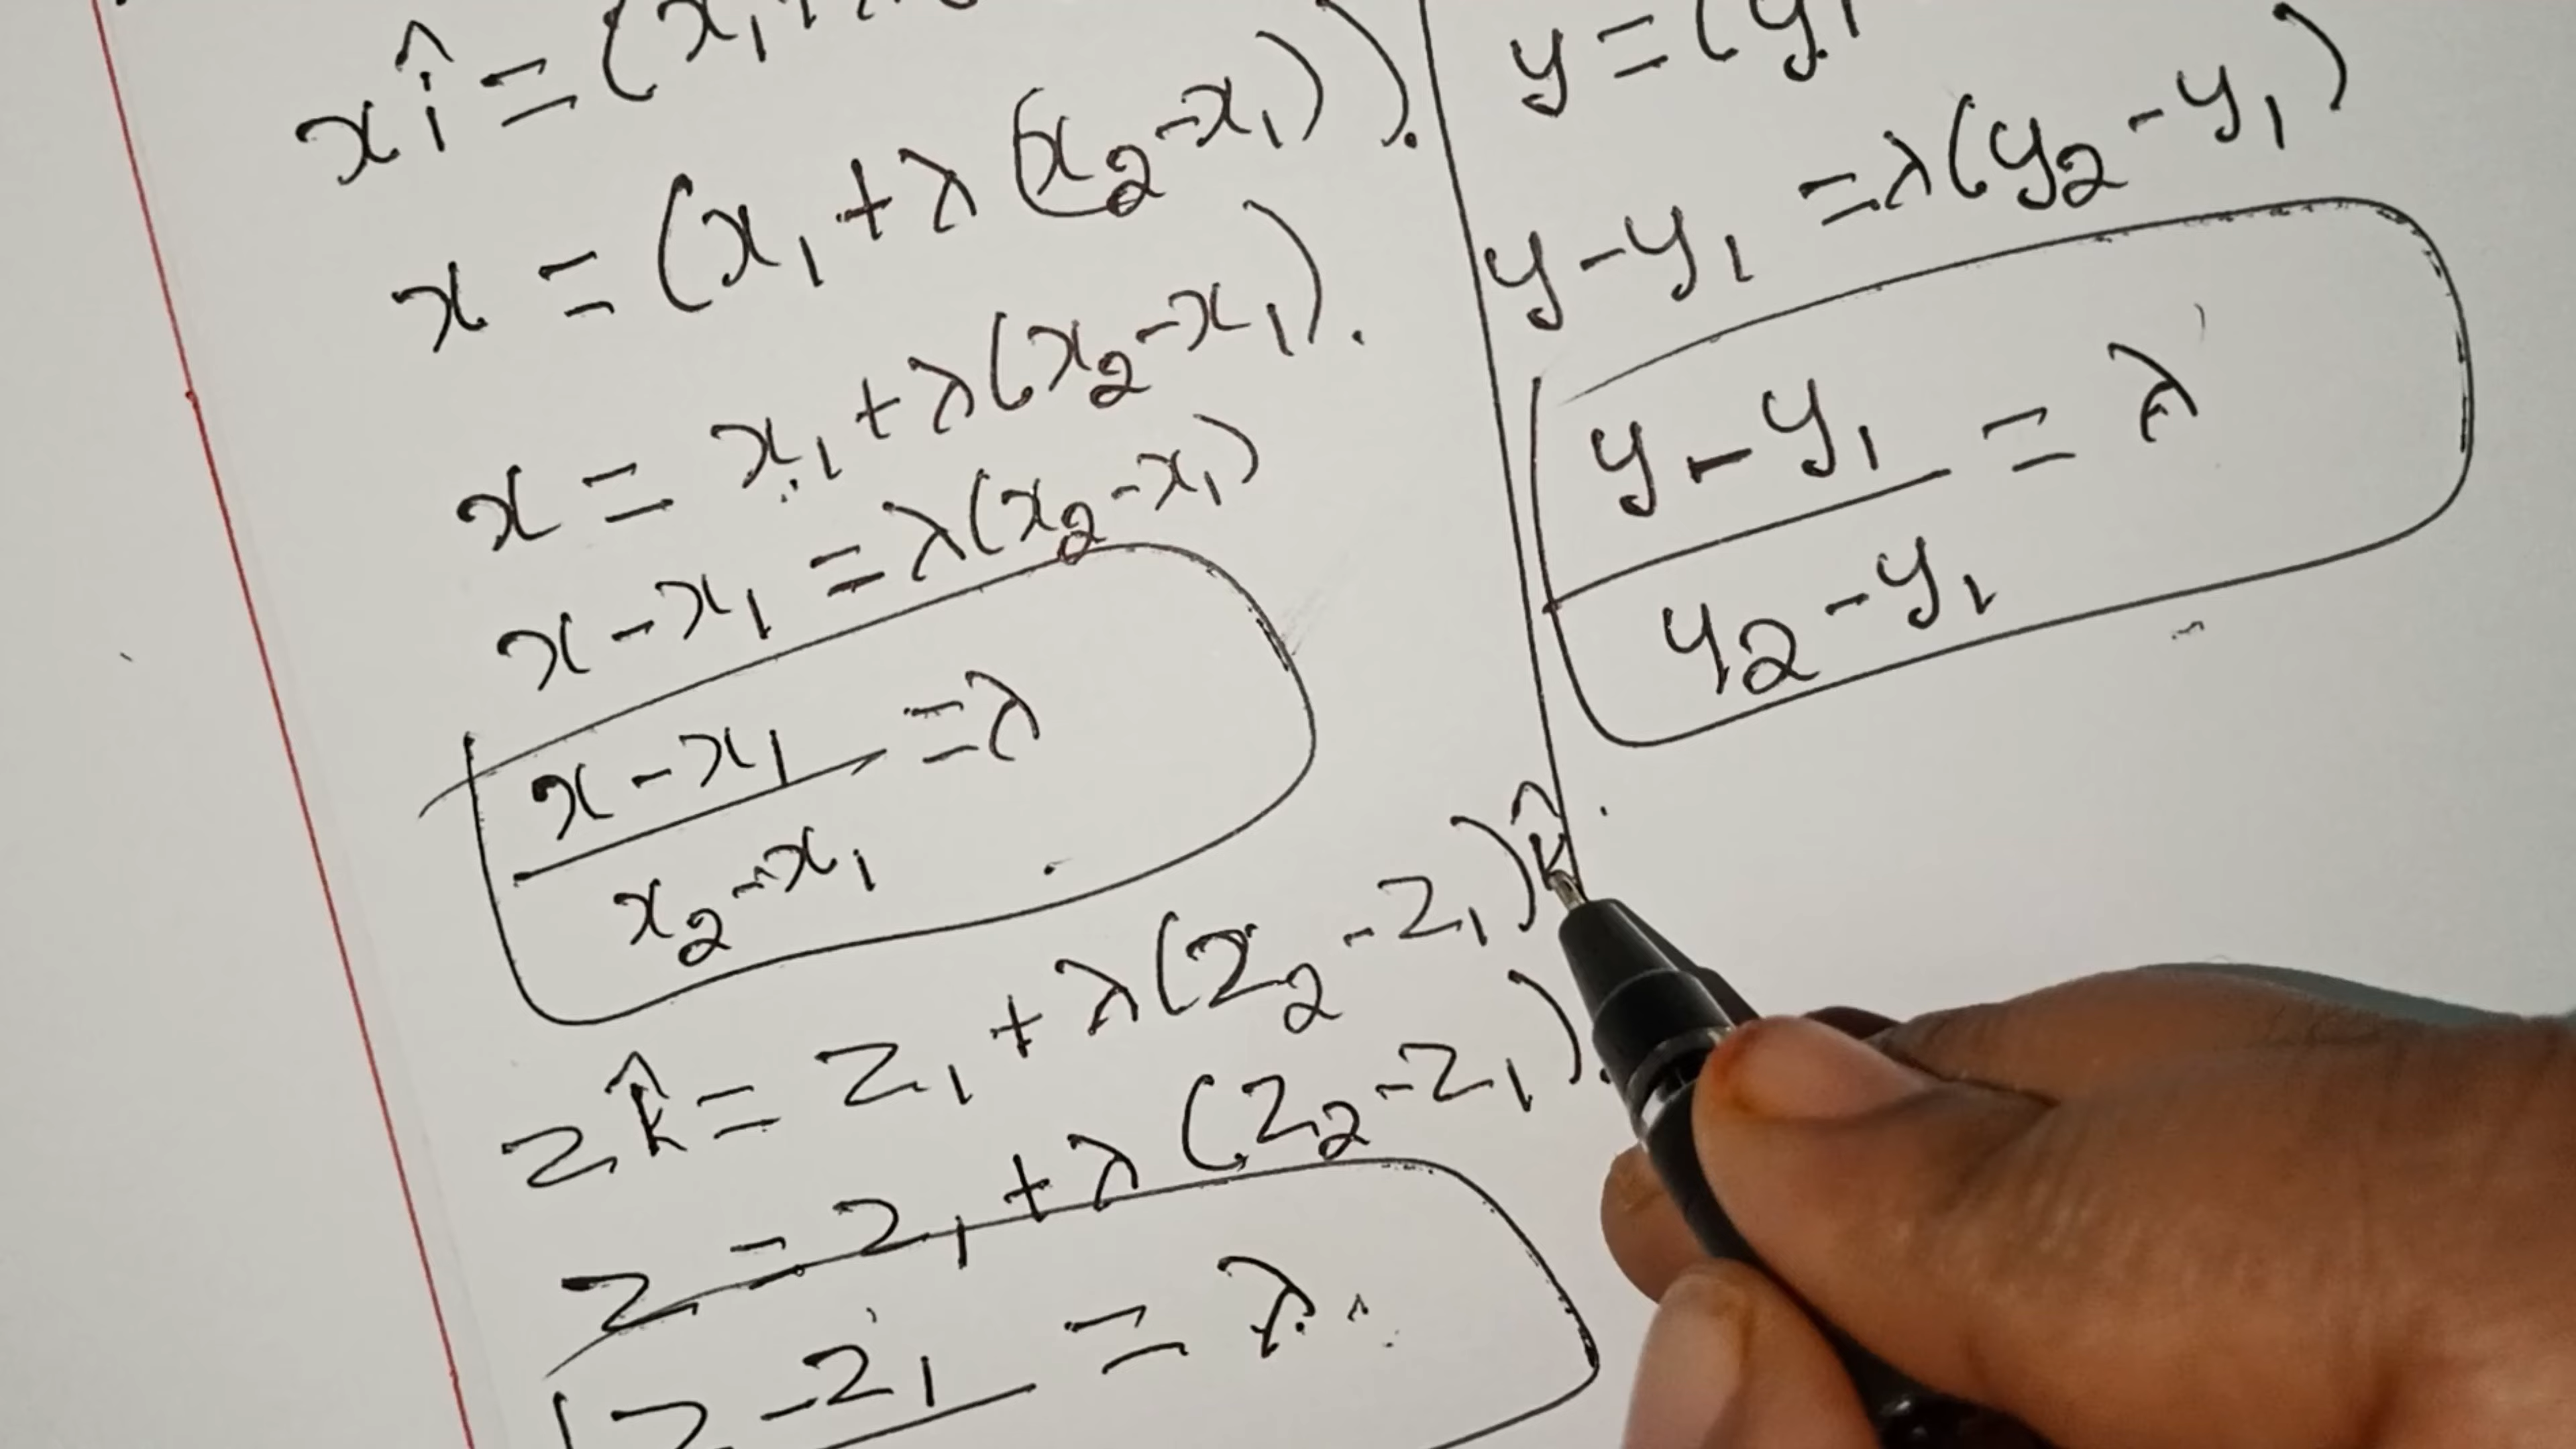 xî = (x₁ + λ
x = (x₁ + λ(x₂ - x₁)).
x = x₁ + λ(x₂ - x₁).
x - x₁ = λ(x₂ - x₁)
x - x₁ = λ
x₂ - x₁
zk̂ = z₁ + λ(z₂ - z₁)k̂
z = z₁ + λ(z₂ - z₁).
z - z₁ = λ
y = (y₁
y - y₁ = λ(y₂ - y₁)
y - y₁ = λ
y₂ - y₁